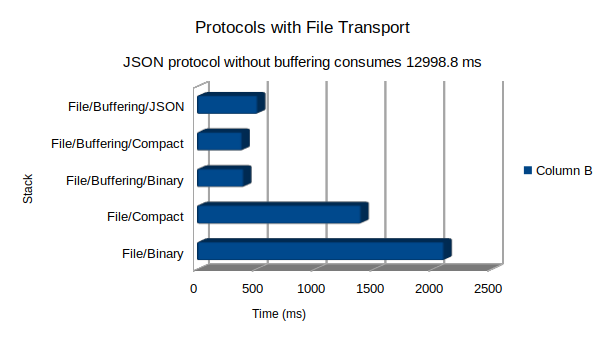 Protocols with File Transport
JSON protocol without buffering consumes 12998.8 ms
File/Buffering/JSON
File/Buffering/Compact
File/Buffering/Binary
File/Compact
File/Binary
Stack
Column B
0 500 1000 1500 2000 2500
Time (ms)